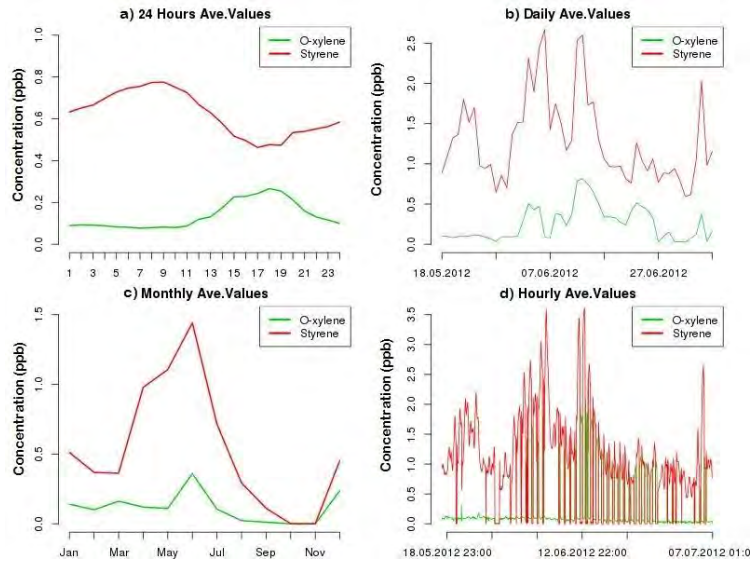 a) 24 Hours Ave.Values
Concentration (ppb)
0.0 0.2 0.4 0.6 0.8 1.0
O-xylene
Styrene
1 3 5 7 9 11 13 15 17 19 21 23
b) Daily Ave.Values
Concentration (ppb)
0.0 0.5 1.0 1.5 2.0 2.5
O-xylene
Styrene
18.05.2012 07.06.2012 27.06.2012
c) Monthly Ave.Values
Concentration (ppb)
0.0 0.5 1.0 1.5
O-xylene
Styrene
Jan Mar May Jul Sep Nov
d) Hourly Ave.Values
Concentration (ppb)
0.0 0.5 1.0 1.5 2.0 2.5 3.0 3.5
O-xylene
Styrene
18.05.2012 23:00 12.06.2012 22:00 07.07.2012 01:0